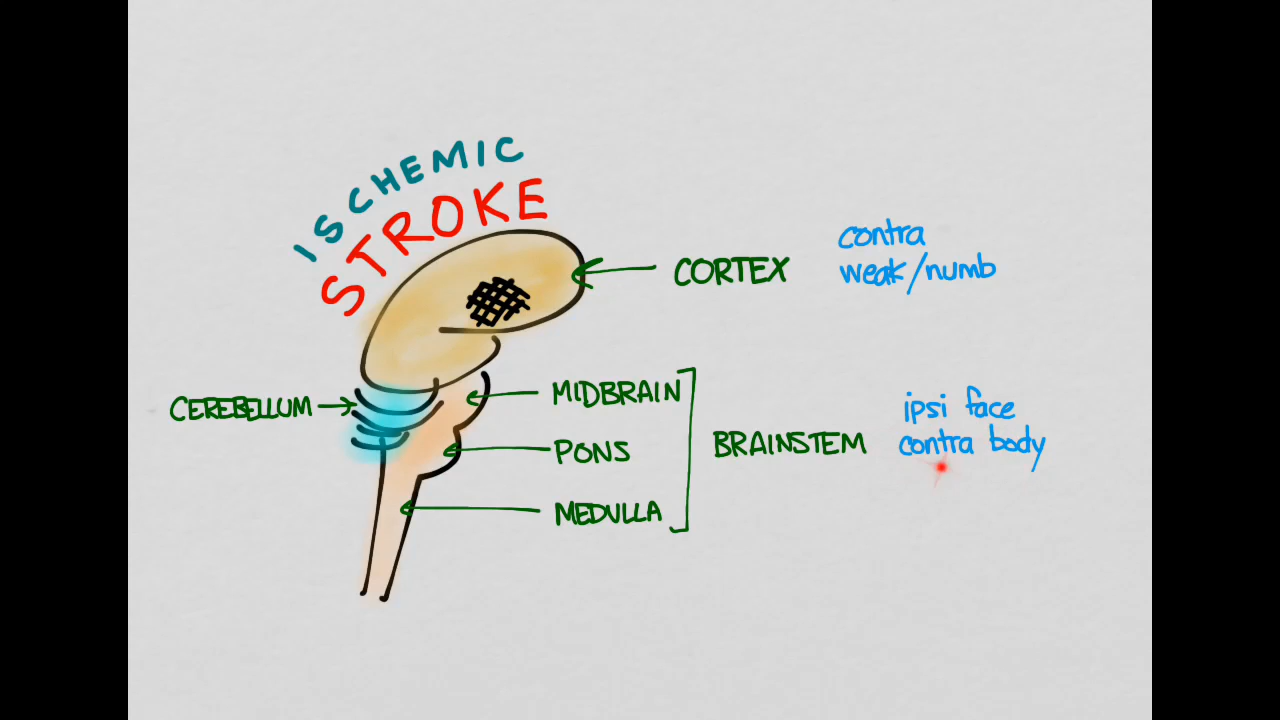 ISCHEMIC
STROKE
CORTEX
contra
weak/numb
CEREBELLUM
MIDBRAIN
PONS
MEDULLA
BRAINSTEM
ipsi face
contra body